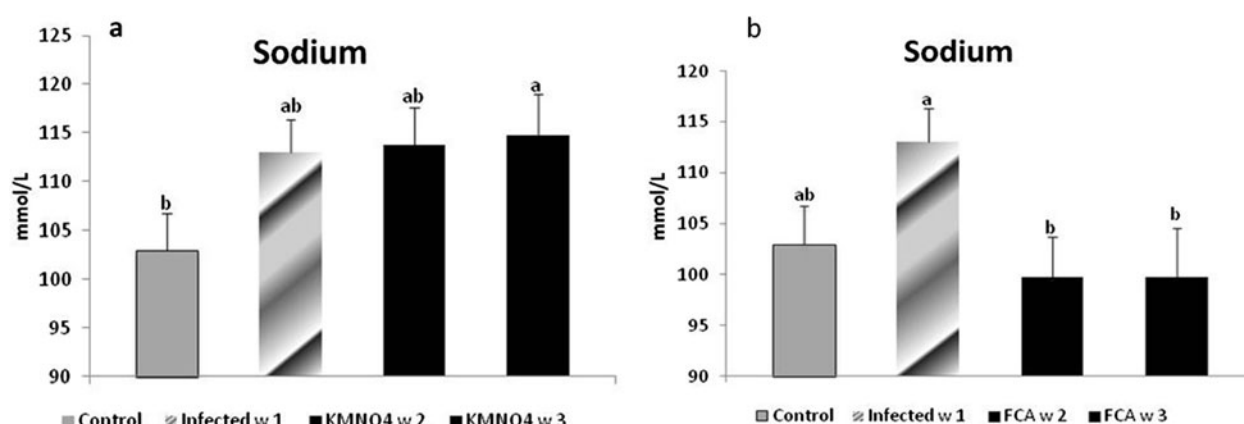 a
Sodium
125
120
115
110
105
100
95
90
mmol/L
b
ab
ab
a
Control Infected w 1 KMNO4 w 2 KMNO4 w 3
b
Sodium
120
115
110
105
100
95
90
mmol/L
ab
a
b
b
Control Infected w 1 FCA w 2 FCA w 3